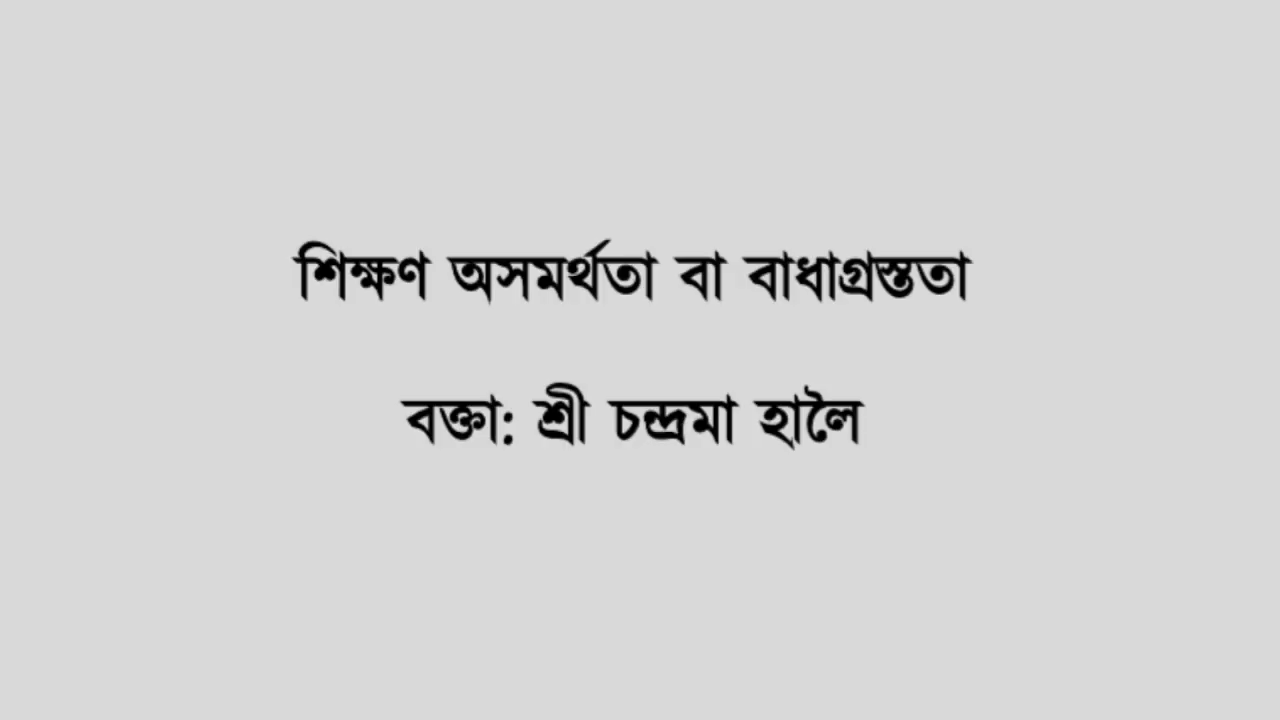 শিক্ষণ অসমর্থতা বা বাধাগ্রস্ততা
বক্তা: শ্রী চন্দ্রমা হালৈ